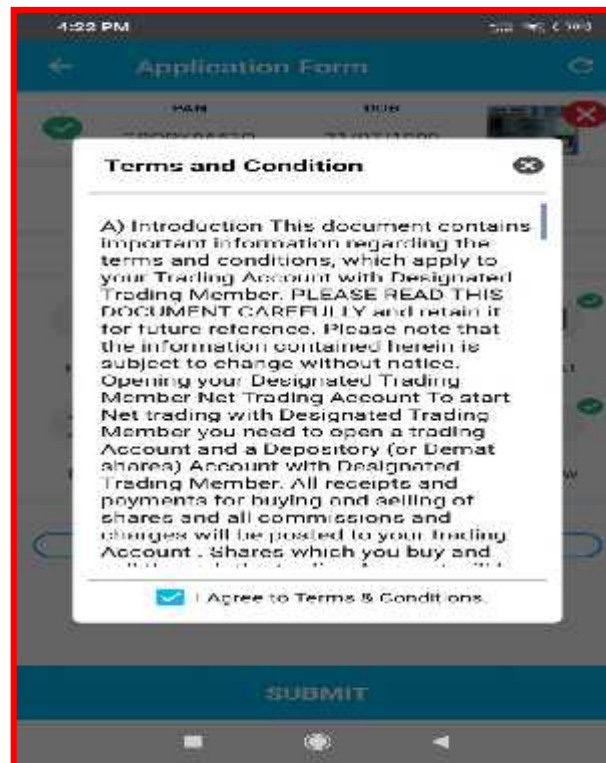 4:22 PM
Application Form
PAN
DOB
Terms and Condition
A) Introduction This document contains
important information regarding the
terms and conditions, which apply to
your Trading Account with Designated
Trading Member. PLEASE READ THIS
DOCUMENT CAREFULLY and retain it
for future reference. Please note that
the information contained herein is
subject to change without notice.
Opening your Designated Trading
Member Net Trading Account To start
Net trading with Designated Trading
Member you need to open a trading
Account and a Depository (or Demat
shares) Account with Designated
Trading Member. All receipts and
payments for buying and selling of
shares and all commissions and
charges will be posted to your trading
Account . Shares which you buy and
I Agree to Terms & Conditions.
SUBMIT